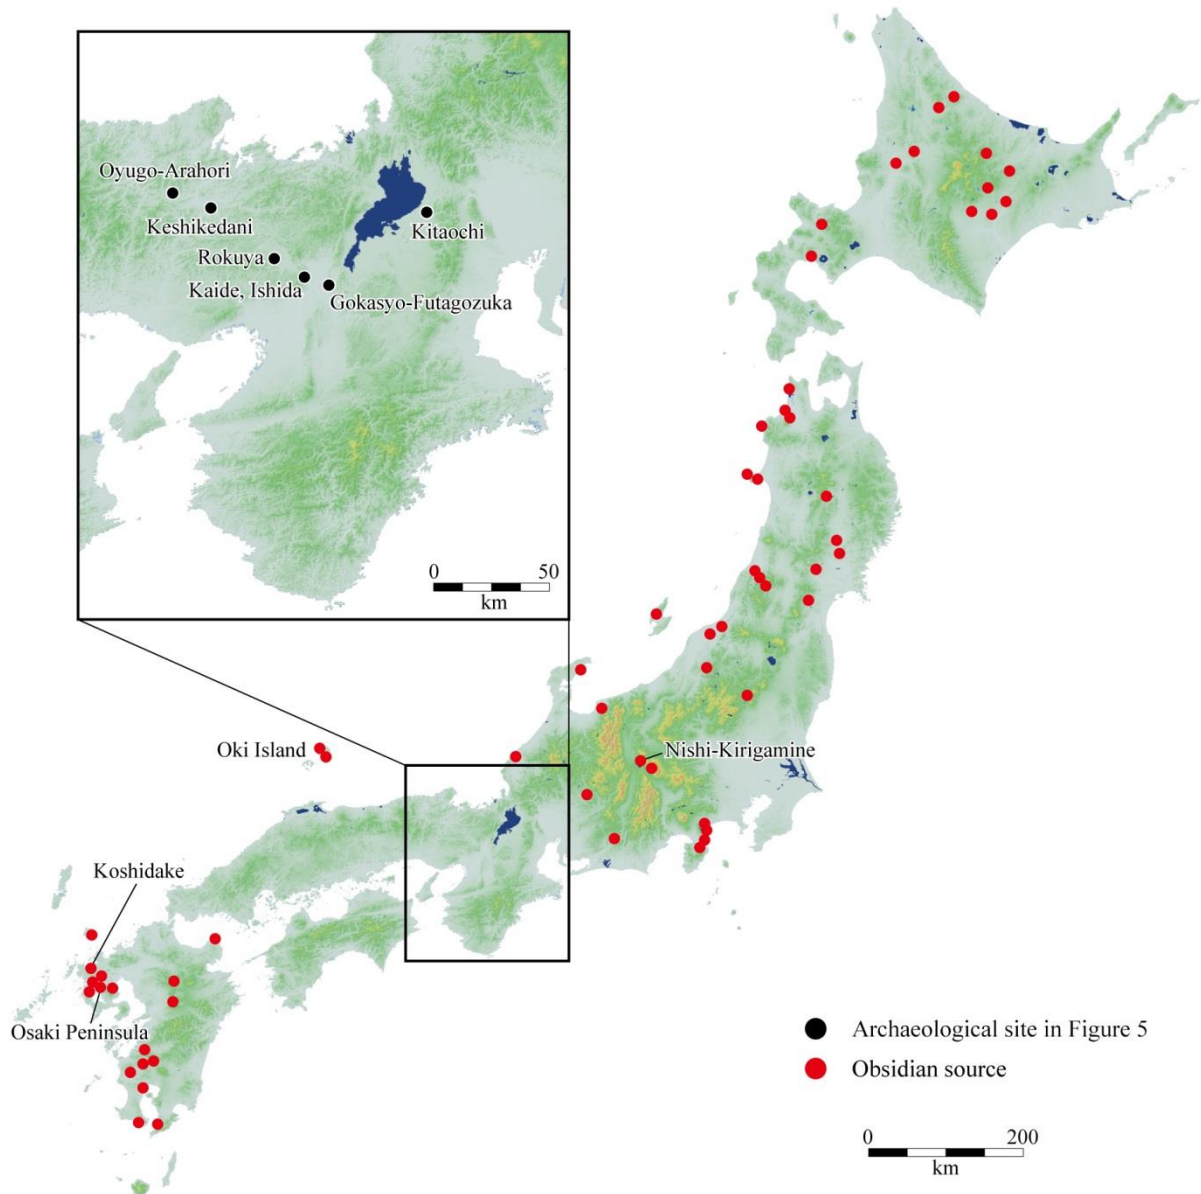 Oyugo-Arahori
Keshikedani
Kitaochi
Rokuya
Kaide, Ishida
Gokasyo-Futagozuka
0 50
km
Oki Island
Nishi-Kirigamine
Koshidake
Osaki Peninsula
Archaeological site in Figure 5
Obsidian source
0 200
km